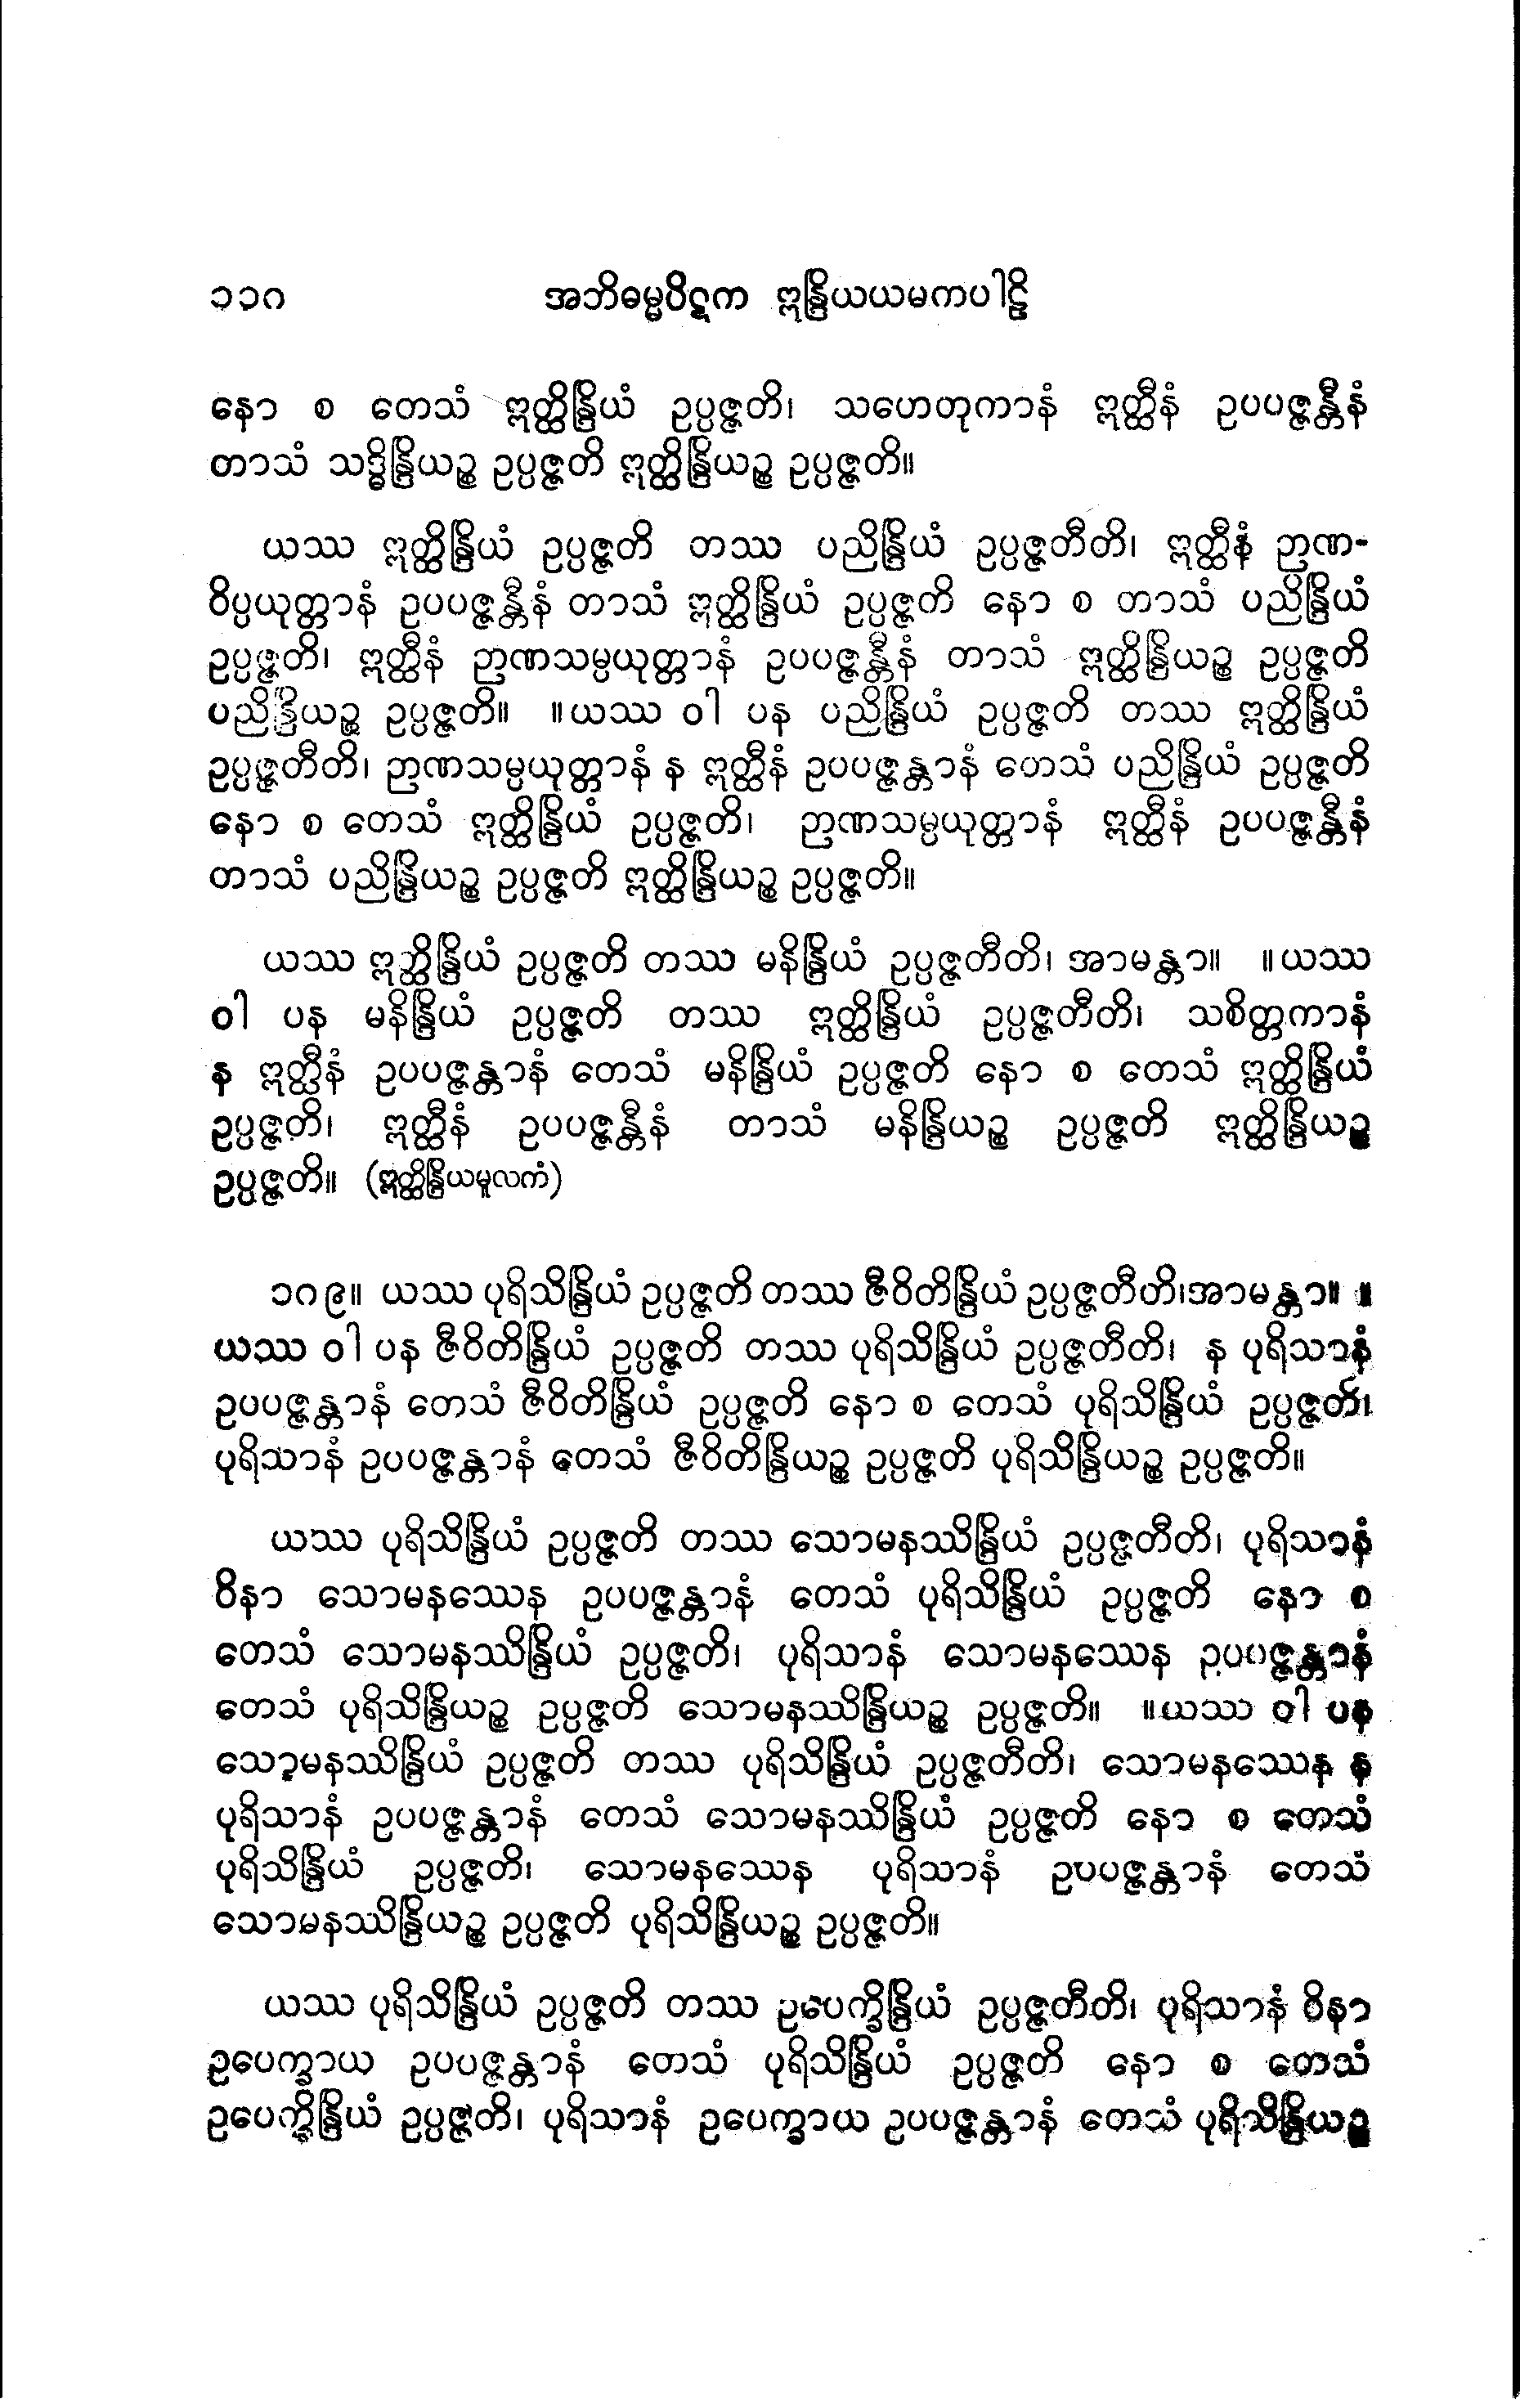 ၁၁၀ အဘိဓမ္မပိဋက ဣန္ဒြိယယမကပါဠိ
နော စ တေသံ ဣတ္ထိန္ဒြိယံ ဥပ္ပဇ္ဇတိ၊ သဟေတုကာနံ ဣတ္ထီနံ ဥပပဇ္ဇန္တီနံ
တာသံ သဒ္ဓိန္ဒြိယဉ္စ ဥပ္ပဇ္ဇတိ ဣတ္ထိန္ဒြိယဉ္စ ဥပ္ပဇ္ဇတိ။
ယဿ ဣတ္ထိန္ဒြိယံ ဥပ္ပဇ္ဇတိ တဿ ပညိန္ဒြိယံ ဥပ္ပဇ္ဇတီတိ၊ ဣတ္ထီနံ ဉာဏ-
ဝိပ္ပယုတ္တာနံ ဥပပဇ္ဇန္တီနံ တာသံ ဣတ္ထိန္ဒြိယံ ဥပ္ပဇ္ဇတိ နော စ တာသံ ပညိန္ဒြိယံ
ဥပ္ပဇ္ဇတိ၊ ဣတ္ထီနံ ဉာဏသမ္ပယုတ္တာနံ ဥပပဇ္ဇန္တီနံ တာသံ ဣတ္ထိန္ဒြိယဉ္စ ဥပ္ပဇ္ဇတိ
ပညိန္ဒြိယဉ္စ ဥပ္ပဇ္ဇတိ။ ။ယဿ ဝါ ပန ပညိန္ဒြိယံ ဥပ္ပဇ္ဇတိ တဿ ဣတ္ထိန္ဒြိယံ
ဥပ္ပဇ္ဇတီတိ၊ ဉာဏသမ္ပယုတ္တာနံ န ဣတ္ထီနံ ဥပပဇ္ဇန္တာနံ တေသံ ပညိန္ဒြိယံ ဥပ္ပဇ္ဇတိ
နော စ တေသံ ဣတ္ထိန္ဒြိယံ ဥပ္ပဇ္ဇတိ၊ ဉာဏသမ္ပယုတ္တာနံ ဣတ္ထီနံ ဥပပဇ္ဇန္တီနံ
တာသံ ပညိန္ဒြိယဉ္စ ဥပ္ပဇ္ဇတိ ဣတ္ထိန္ဒြိယဉ္စ ဥပ္ပဇ္ဇတိ။
ယဿ ဣတ္ထိန္ဒြိယံ ဥပ္ပဇ္ဇတိ တဿ မနိန္ဒြိယံ ဥပ္ပဇ္ဇတီတိ၊ အာမန္တာ။ ။ယဿ
ဝါ ပန မနိန္ဒြိယံ ဥပ္ပဇ္ဇတိ တဿ ဣတ္ထိန္ဒြိယံ ဥပ္ပဇ္ဇတီတိ၊ သစိတ္တကာနံ
န ဣတ္ထီနံ ဥပပဇ္ဇန္တာနံ တေသံ မနိန္ဒြိယံ ဥပ္ပဇ္ဇတိ နော စ တေသံ ဣတ္ထိန္ဒြိယံ
ဥပ္ပဇ္ဇတိ၊ ဣတ္ထီနံ ဥပပဇ္ဇန္တီနံ တာသံ မနိန္ဒြိယဉ္စ ဥပ္ပဇ္ဇတိ ဣတ္ထိန္ဒြိယဉ္စ
ဥပ္ပဇ္ဇတိ။ (ဣတ္ထိန္ဒြိယမူလကံ)
၁၈၉။ ယဿ ပုရိသိန္ဒြိယံ ဥပ္ပဇ္ဇတိ တဿ ဇီဝိတိန္ဒြိယံ ဥပ္ပဇ္ဇတီတိ၊အာမန္တာ။ ။
ယဿ ဝါ ပန ဇီဝိတိန္ဒြိယံ ဥပ္ပဇ္ဇတိ တဿ ပုရိသိန္ဒြိယံ ဥပ္ပဇ္ဇတီတိ၊ န ပုရိသာနံ
ဥပပဇ္ဇန္တာနံ တေသံ ဇီဝိတိန္ဒြိယံ ဥပ္ပဇ္ဇတိ နော စ တေသံ ပုရိသိန္ဒြိယံ ဥပ္ပဇ္ဇတိ၊
ပုရိသာနံ ဥပပဇ္ဇန္တာနံ တေသံ ဇီဝိတိန္ဒြိယဉ္စ ဥပ္ပဇ္ဇတိ ပုရိသိန္ဒြိယဉ္စ ဥပ္ပဇ္ဇတိ။
ယဿ ပုရိသိန္ဒြိယံ ဥပ္ပဇ္ဇတိ တဿ သောမနဿိန္ဒြိယံ ဥပ္ပဇ္ဇတီတိ၊ ပုရိသာနံ
ဝိနာ သောမနဿေန ဥပပဇ္ဇန္တာနံ တေသံ ပုရိသိန္ဒြိယံ ဥပ္ပဇ္ဇတိ နော စ
တေသံ သောမနဿိန္ဒြိယံ ဥပ္ပဇ္ဇတိ၊ ပုရိသာနံ သောမနဿေန ဥပပဇ္ဇန္တာနံ
တေသံ ပုရိသိန္ဒြိယဉ္စ ဥပ္ပဇ္ဇတိ သောမနဿိန္ဒြိယဉ္စ ဥပ္ပဇ္ဇတိ။ ။ယဿ ဝါ ပန
သောမနဿိန္ဒြိယံ ဥပ္ပဇ္ဇတိ တဿ ပုရိသိန္ဒြိယံ ဥပ္ပဇ္ဇတီတိ၊ သောမနဿေန န
ပုရိသာနံ ဥပပဇ္ဇန္တာနံ တေသံ သောမနဿိန္ဒြိယံ ဥပ္ပဇ္ဇတိ နော စ တေသံ
ပုရိသိန္ဒြိယံ ဥပ္ပဇ္ဇတိ၊ သောမနဿေန ပုရိသာနံ ဥပပဇ္ဇန္တာနံ တေသံ
သောမနဿိန္ဒြိယဉ္စ ဥပ္ပဇ္ဇတိ ပုရိသိန္ဒြိယဉ္စ ဥပ္ပဇ္ဇတိ။
ယဿ ပုရိသိန္ဒြိယံ ဥပ္ပဇ္ဇတိ တဿ ဥပေက္ခိန္ဒြိယံ ဥပ္ပဇ္ဇတီတိ၊ ပုရိသာနံ ဝိနာ
ဥပေက္ခာယ ဥပပဇ္ဇန္တာနံ တေသံ ပုရိသိန္ဒြိယံ ဥပ္ပဇ္ဇတိ နော စ တေသံ
ဥပေက္ခိန္ဒြိယံ ဥပ္ပဇ္ဇတိ၊ ပုရိသာနံ ဥပေက္ခာယ ဥပပဇ္ဇန္တာနံ တေသံ ပုရိသိန္ဒြိယဉ္စ